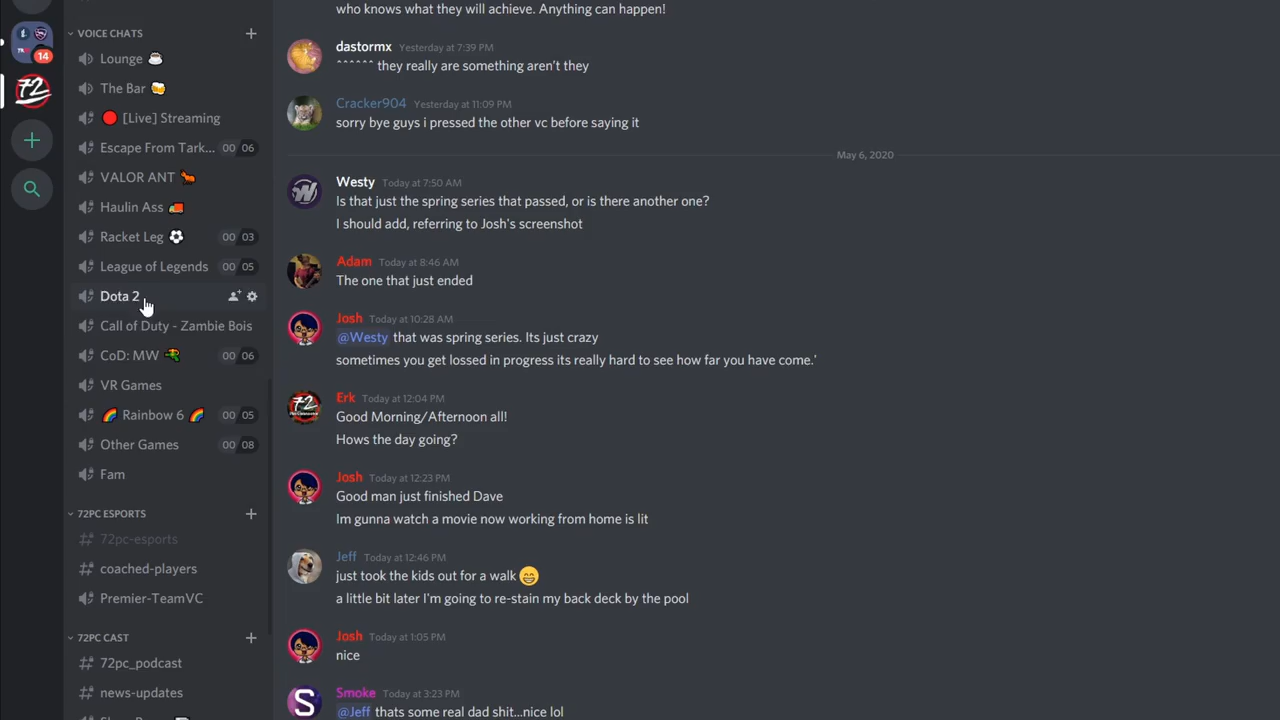 14
72
VOICE CHATS
Lounge
The Bar
[Live] Streaming
Escape From Tark... 00 06
VALOR ANT
Haulin Ass
Racket Leg 00 03
League of Legends 00 05
Dota 2
Call of Duty - Zambie Bois
CoD: MW 00 06
VR Games
Rainbow 6 00 05
Other Games 00 08
Fam
72PC ESPORTS
72pc-esports
coached-players
Premier-TeamVC
72PC CAST
72pc_podcast
news-updates
who knows what they will achieve. Anything can happen!
dastormx Yesterday at 7:39 PM
^^^^^^ they really are something aren't they
Cracker904 Yesterday at 11:09 PM
sorry bye guys i pressed the other vc before saying it
May 6, 2020
Westy Today at 7:50 AM
Is that just the spring series that passed, or is there another one?
I should add, referring to Josh's screenshot
Adam Today at 8:46 AM
The one that just ended
Josh Today at 10:28 AM
@Westy that was spring series. Its just crazy
sometimes you get lossed in progress its really hard to see how far you have come.'
Erk Today at 12:04 PM
Good Morning/Afternoon all!
Hows the day going?
Josh Today at 12:23 PM
Good man just finished Dave
Im gunna watch a movie now working from home is lit
Jeff Today at 12:46 PM
just took the kids out for a walk
a little bit later I'm going to re-stain my back deck by the pool
Josh Today at 1:05 PM
nice
Smoke Today at 3:23 PM
@Jeff thats some real dad shit...nice lol